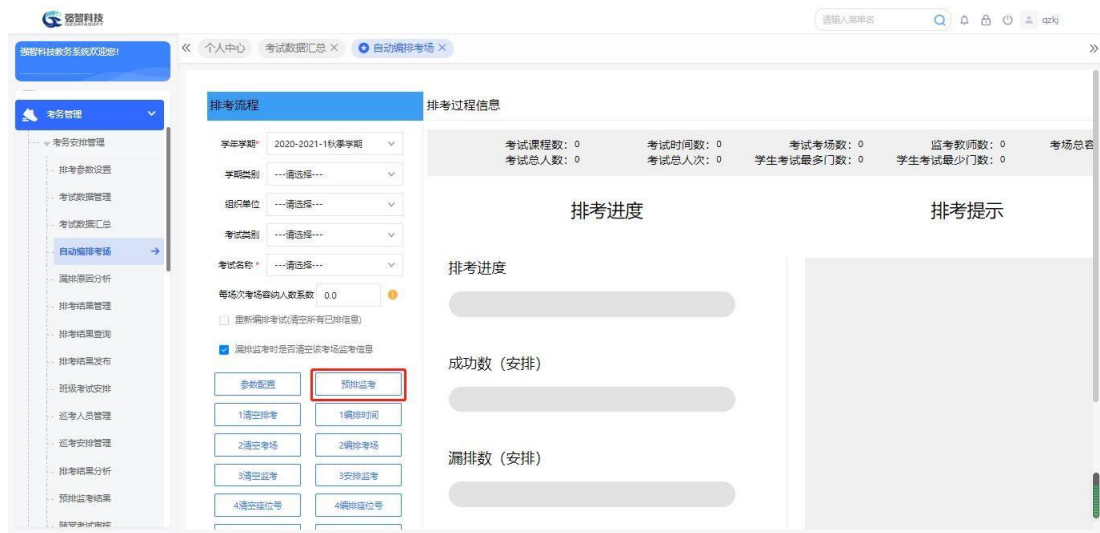 强智科技
请输入菜单名
qzkj
强智科技教务系统欢迎您!
个人中心
考试数据汇总
自动编排考场
考务管理
考务安排管理
排考参数设置
考试数据管理
考试数据汇总
自动编排考场
漏排原因分析
排考结果管理
排考结果查询
排考结果发布
班级考试安排
巡考人员管理
巡考安排管理
排考结果分析
预排监考结果
随堂考试审核
排考流程
学年学期* 2020-2021-1秋季学期
学期类别 ---请选择---
组织单位 ---请选择---
考试类别 ---请选择---
考试名称* ---请选择---
每场次考场容纳人数系数 0.0
重新编排考试(清空所有已排信息)
漏排监考时是否清空该考场监考信息
参数配置 预排监考
1清空排考 1编排时间
2清空考场 2编排考场
3清空监考 3安排监考
4清空座位号 4编排座位号
排考过程信息
考试课程数: 0 考试时间数: 0 考试考场数: 0 监考教师数: 0 考场总容
考试总人数: 0 考试总人次: 0 学生考试最多门数: 0 学生考试最少门数: 0
排考进度
排考提示
排考进度
成功数（安排）
漏排数（安排）